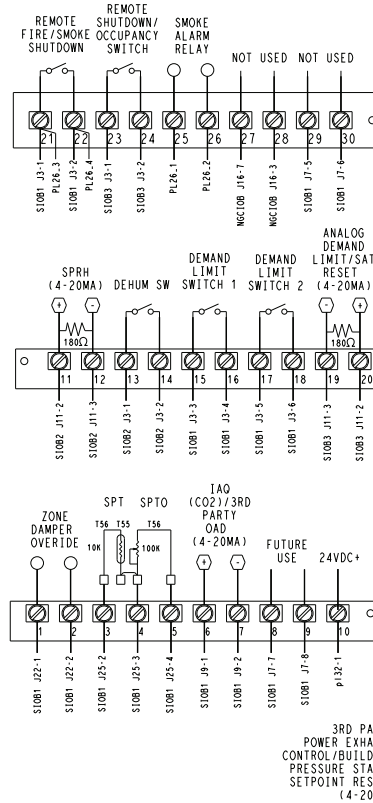 REMOTE
FIRE/SMOKE
SHUTDOWN
REMOTE
SHUTDOWN/
OCCUPANCY
SWITCH
SMOKE
ALARM
RELAY
NOT USED
NOT USED
21
22
23
24
25
26
27
28
29
30
SIOB1 J3-1
PL26.3
SIOB1 J3-2
PL26.4
SIOB3 J3-1
SIOB3 J3-2
PL26.1
PL26.2
NGCIOB J16-7
NGCIOB J16-3
SIOB1 J7-5
SIOB1 J7-6
SPRH
(4-20MA)
DEHUM SW
DEMAND
LIMIT
SWITCH 1
DEMAND
LIMIT
SWITCH 2
ANALOG
DEMAND
LIMIT/SAT
RESET
(4-20MA)
+
-
+
-
180Ω
180Ω
11
12
13
14
15
16
17
18
19
20
SIOB2 J11-2
SIOB2 J11-3
SIOB2 J3-1
SIOB2 J3-2
SIOB1 J3-3
SIOB1 J3-4
SIOB1 J3-5
SIOB1 J3-6
SIOB3 J11-3
SIOB3 J11-2
ZONE
DAMPER
OVERIDE
SPT
SPTO
T56
T55
T56
10K
100K
IAQ
(CO2)/3RD
PARTY
OAD
(4-20MA)
+
-
FUTURE
USE
24VDC+
1
2
3
4
5
6
7
8
9
10
SIOB1 J22-1
SIOB1 J22-2
SIOB1 J25-2
SIOB1 J25-3
SIOB1 J25-4
SIOB1 J9-1
SIOB1 J9-2
SIOB1 J7-7
SIOB1 J7-8
pl32-1
3RD PA
POWER EXHA
CONTROL/BUILD
PRESSURE STA
SETPOINT RES
(4-20